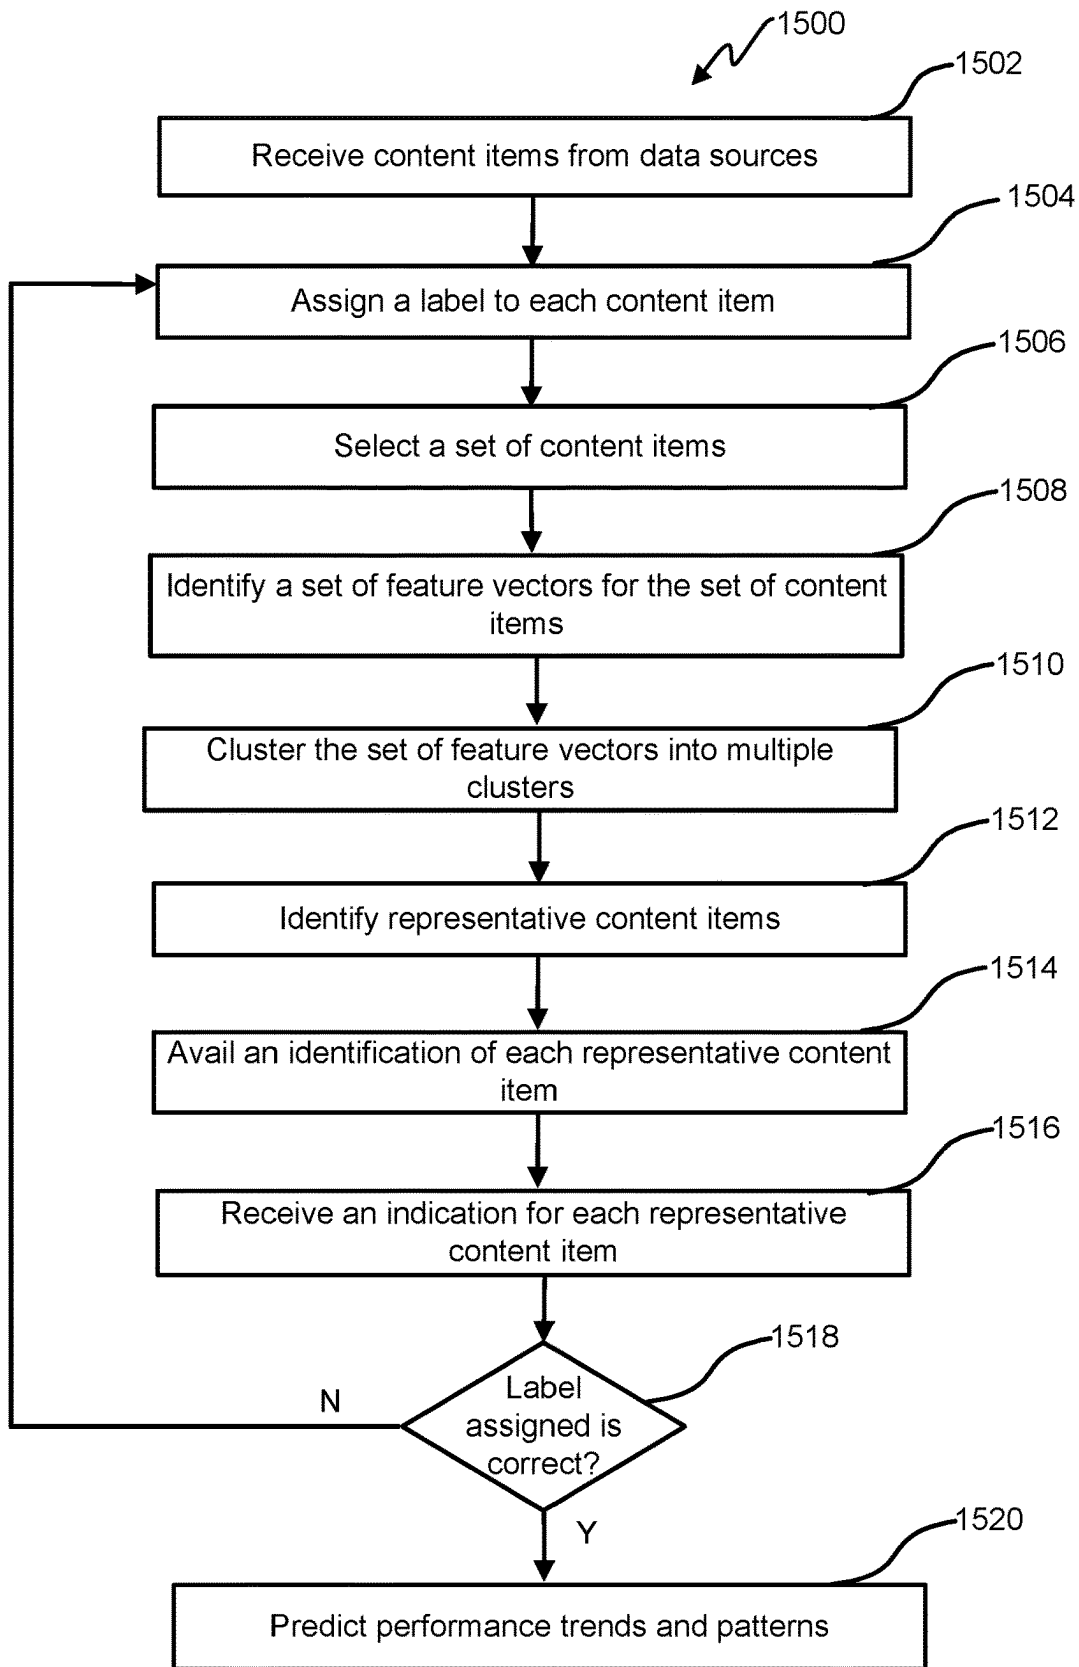 1500
1502
Receive content items from data sources
1504
Assign a label to each content item
1506
Select a set of content items
1508
Identify a set of feature vectors for the set of content
items
1510
Cluster the set of feature vectors into multiple
clusters
1512
Identify representative content items
1514
Avail an identification of each representative content
item
1516
Receive an indication for each representative
content item
1518
Label
assigned is
correct?
N
Y
1520
Predict performance trends and patterns